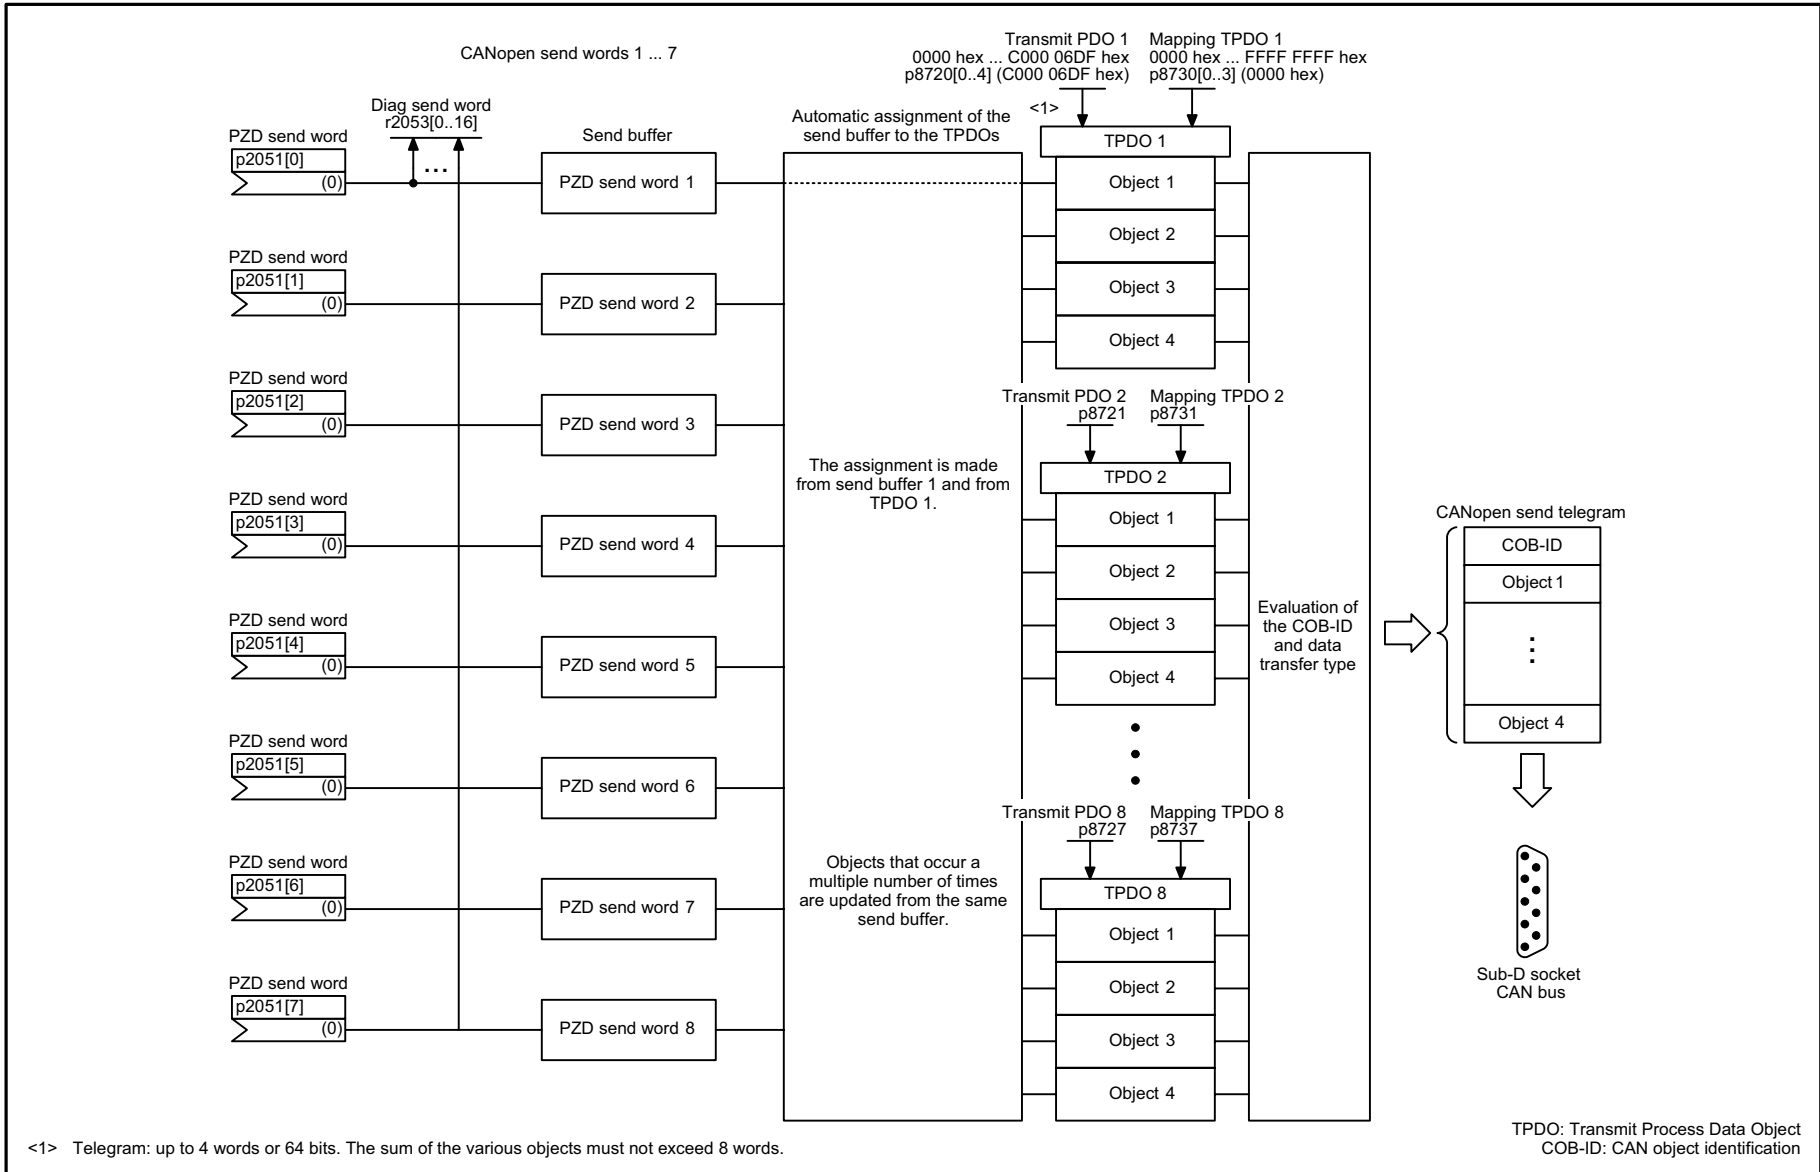 CANopen send words 1 ... 7
Transmit PDO 1
0000 hex ... C000 06DF hex
p8720[0..4] (C000 06DF hex)
Mapping TPDO 1
0000 hex ... FFFF FFFF hex
p8730[0..3] (0000 hex)
<1>
Diag send word
r2053[0..16]
...
Send buffer
Automatic assignment of the
send buffer to the TPDOs
PZD send word
p2051[0]
(0)
PZD send word 1
PZD send word
p2051[1]
(0)
PZD send word 2
PZD send word
p2051[2]
(0)
PZD send word 3
PZD send word
p2051[3]
(0)
PZD send word 4
PZD send word
p2051[4]
(0)
PZD send word 5
PZD send word
p2051[5]
(0)
PZD send word 6
PZD send word
p2051[6]
(0)
PZD send word 7
PZD send word
p2051[7]
(0)
PZD send word 8
The assignment is made
from send buffer 1 and from
TPDO 1.
Objects that occur a
multiple number of times
are updated from the same
send buffer.
TPDO 1
Object 1
Object 2
Object 3
Object 4
Transmit PDO 2
p8721
Mapping TPDO 2
p8731
TPDO 2
Object 1
Object 2
Object 3
Object 4
Transmit PDO 8
p8727
Mapping TPDO 8
p8737
TPDO 8
Object 1
Object 2
Object 3
Object 4
Evaluation of
the COB-ID
and data
transfer type
CANopen send telegram
COB-ID
Object 1
Object 4
Sub-D socket
CAN bus
<1> Telegram: up to 4 words or 64 bits. The sum of the various objects must not exceed 8 words.
TPDO: Transmit Process Data Object
COB-ID: CAN object identification